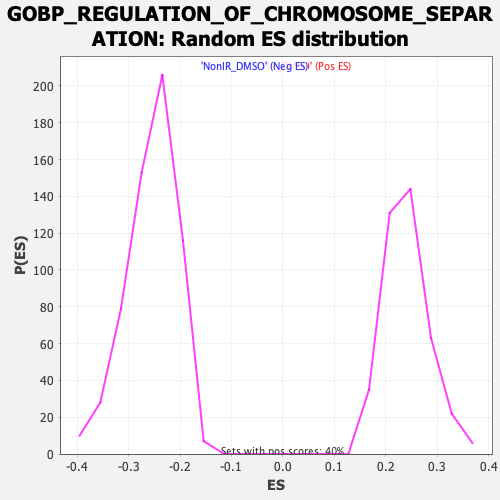 GOBP_REGULATION_OF_CHROMOSOME_SEPAR
ATION: Random ES distribution
'NonIR_DMSO' (Neg ES) ' (Pos ES)
200
180
160
140
120
100
80
60
40
20
0
P(ES)
Sets with pos scores: 40%
-0.4 -0.3 -0.2 -0.1 0.0 0.1 0.2 0.3 0.4
ES